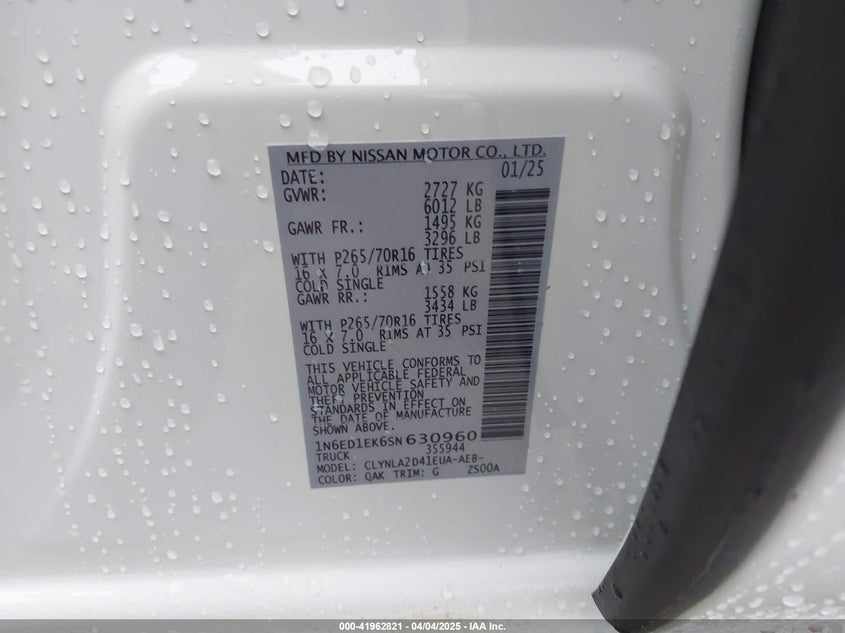 MFD BY NISSAN MOTOR CO., LTD.
DATE: 01/25
GVWR: 2727 KG
6012 LB
GAWR FR.: 1495 KG
3296 LB
WITH P265/70R16 TIRES
16 X 7.0 RIMS AT 35 PSI
COLD SINGLE
GAWR RR.: 1558 KG
3434 LB
WITH P265/70R16 TIRES
16 X 7.0 RIMS AT 35 PSI
COLD SINGLE
THIS VEHICLE CONFORMS TO
ALL APPLICABLE FEDERAL
MOTOR VEHICLE SAFETY AND
THEFT PREVENTION
STANDARDS IN EFFECT ON
THE DATE OF MANUFACTURE
SHOWN ABOVE.
1N6ED1EK6SN630960
TRUCK 355944
MODEL: CLYNLA2D41EUA-AEB-
COLOR: QAK TRIM: G ZS00A
000-41962821 - 04/04/2025 - IAA Inc.